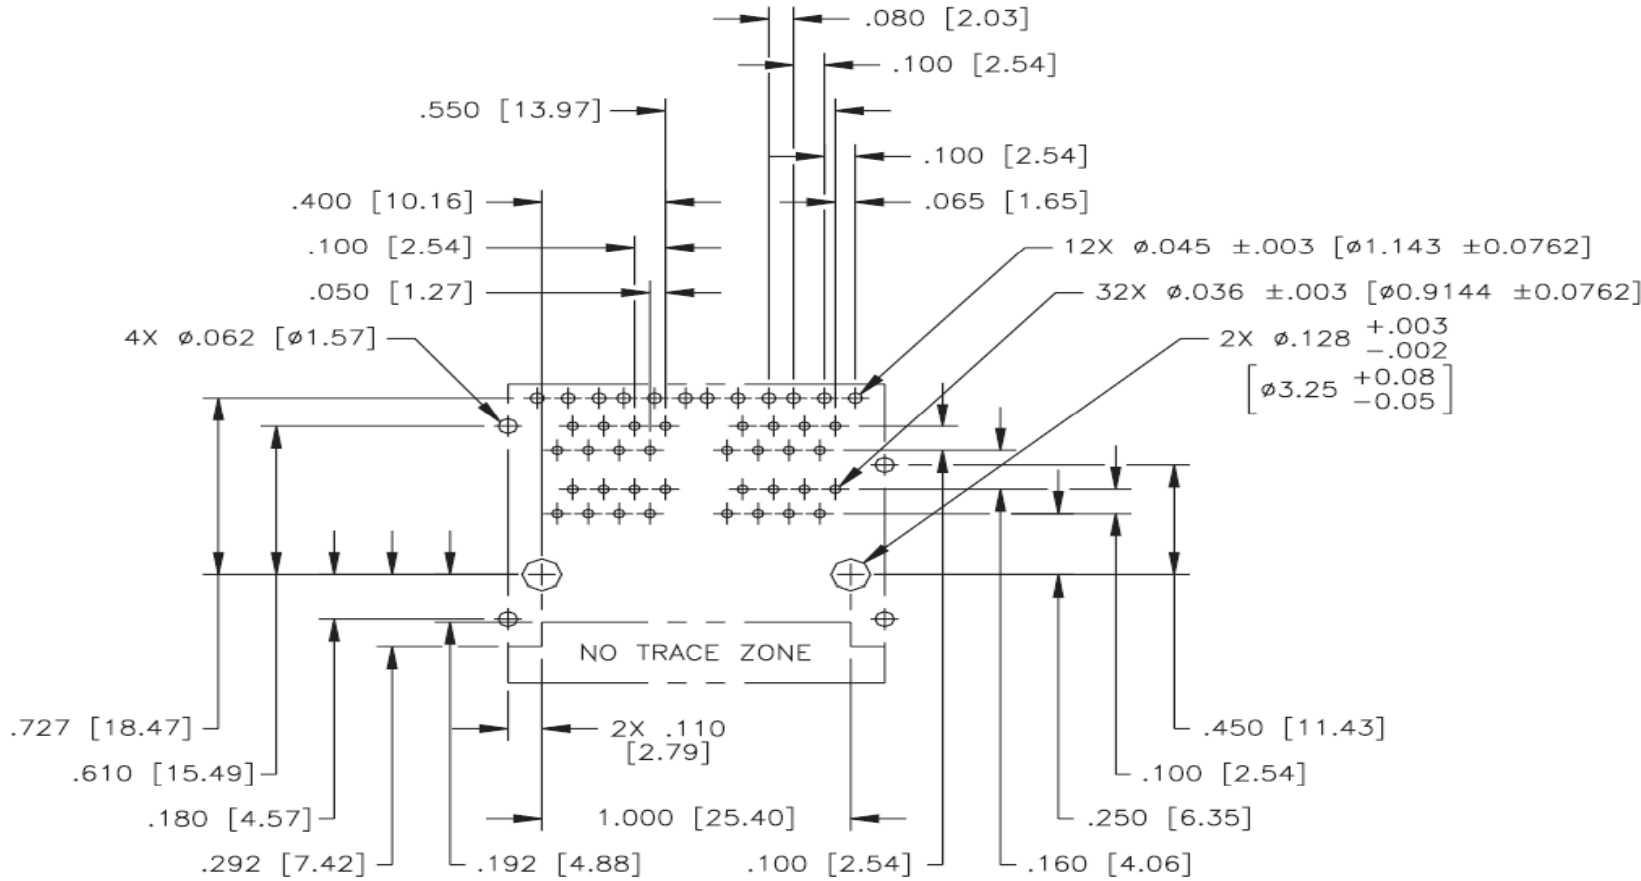 .080 [2.03]
.100 [2.54]
.550 [13.97]
.100 [2.54]
.400 [10.16]
.065 [1.65]
.100 [2.54]
12X ø.045 ±.003 [ø1.143 ±0.0762]
.050 [1.27]
32X ø.036 ±.003 [ø0.9144 ±0.0762]
4X ø.062 [ø1.57]
2X ø.128 +.003 -.002
[ø3.25 +0.08 -0.05]
NO TRACE ZONE
.727 [18.47]
2X .110
[2.79]
.450 [11.43]
.610 [15.49]
.100 [2.54]
.180 [4.57]
1.000 [25.40]
.250 [6.35]
.292 [7.42]
.192 [4.88]
.100 [2.54]
.160 [4.06]